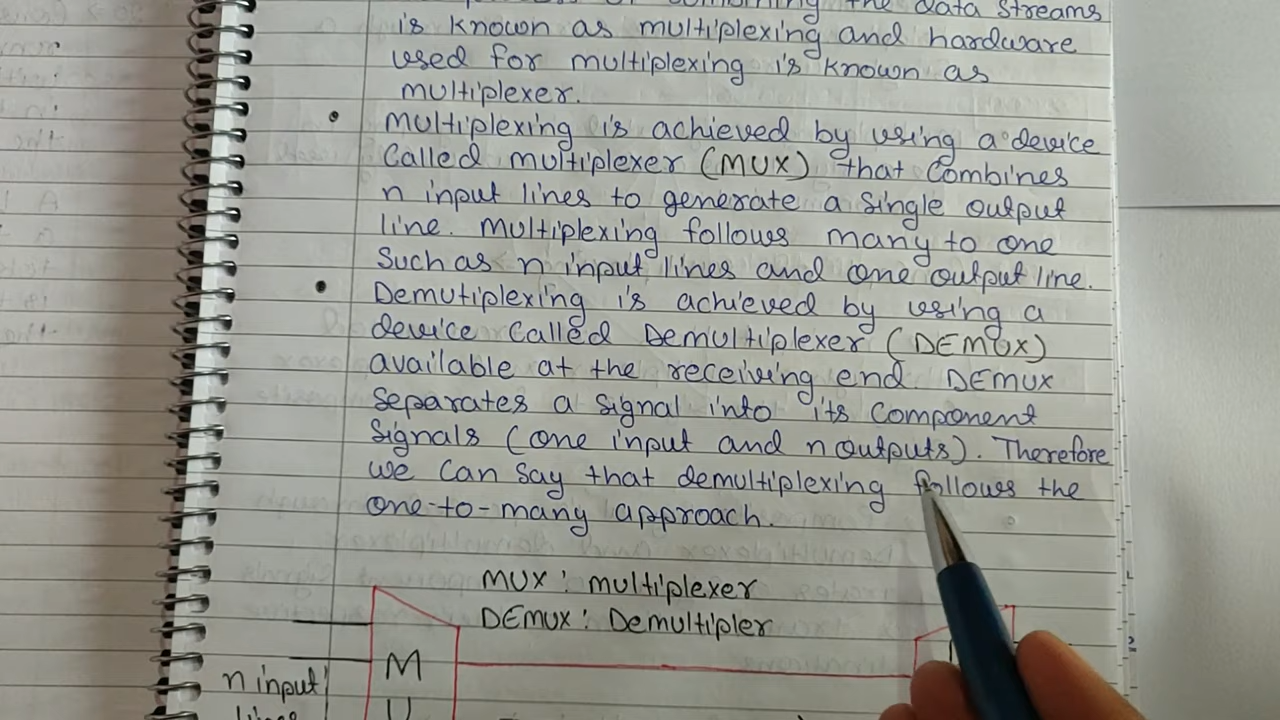 the data streams
is known as multiplexing and hardware
used for multiplexing is known as
multiplexer.
• Multiplexing is achieved by using a device
Called multiplexer (MUX) that Combines
n input lines to generate a single output
line. Multiplexing follows many to one
Such as n input lines and one output line.
• Demutiplexing is achieved by using a
device Called Demultiplexer (DEMUX)
available at the receiving end. DEMUX
Separates a signal into its Component
Signals (one input and n outputs). Therefore
we Can Say that demultiplexing follows the
one-to-many approach.
MUX : multiplexer
DEMUX : Demultipler
M
U
n input
lines